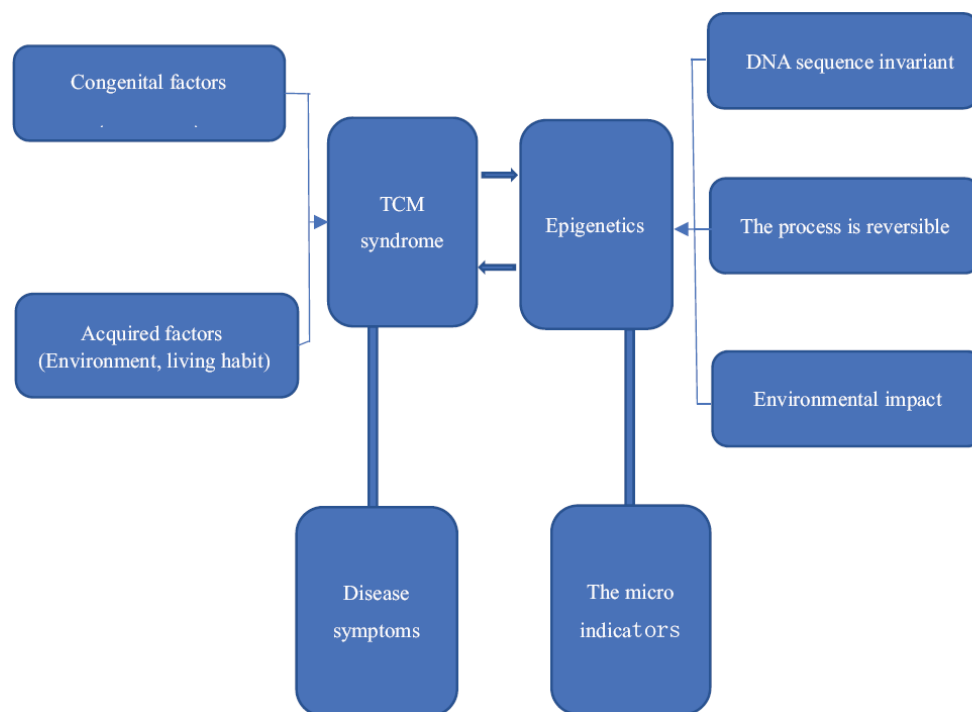 Congenital factors
Acquired factors
(Environment, living habit)
TCM
syndrome
Epigenetics
DNA sequence invariant
The process is reversible
Environmental impact
Disease
symptoms
The micro
indicators